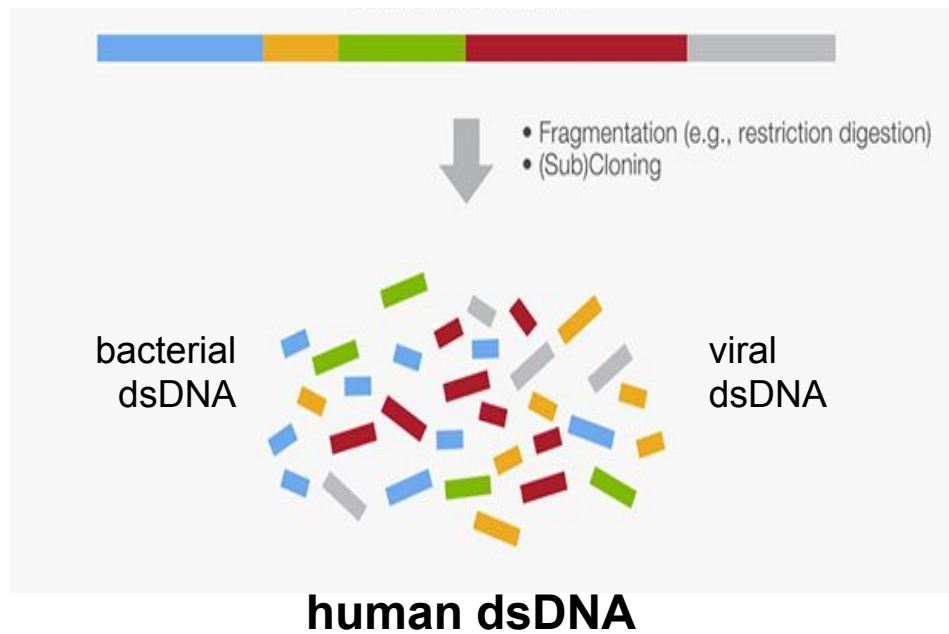 • Fragmentation (e.g., restriction digestion)
• (Sub)Cloning
bacterial
dsDNA
viral
dsDNA
human dsDNA